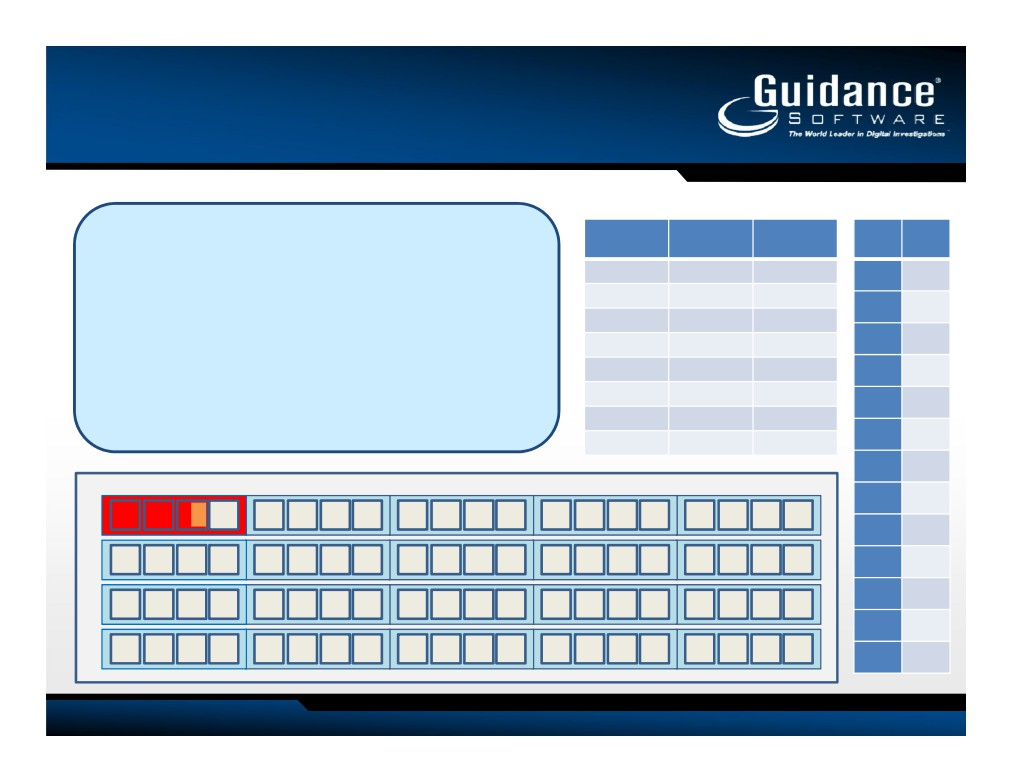 Guidance®
SOFTWARE
The World Leader in Digital Investigations™